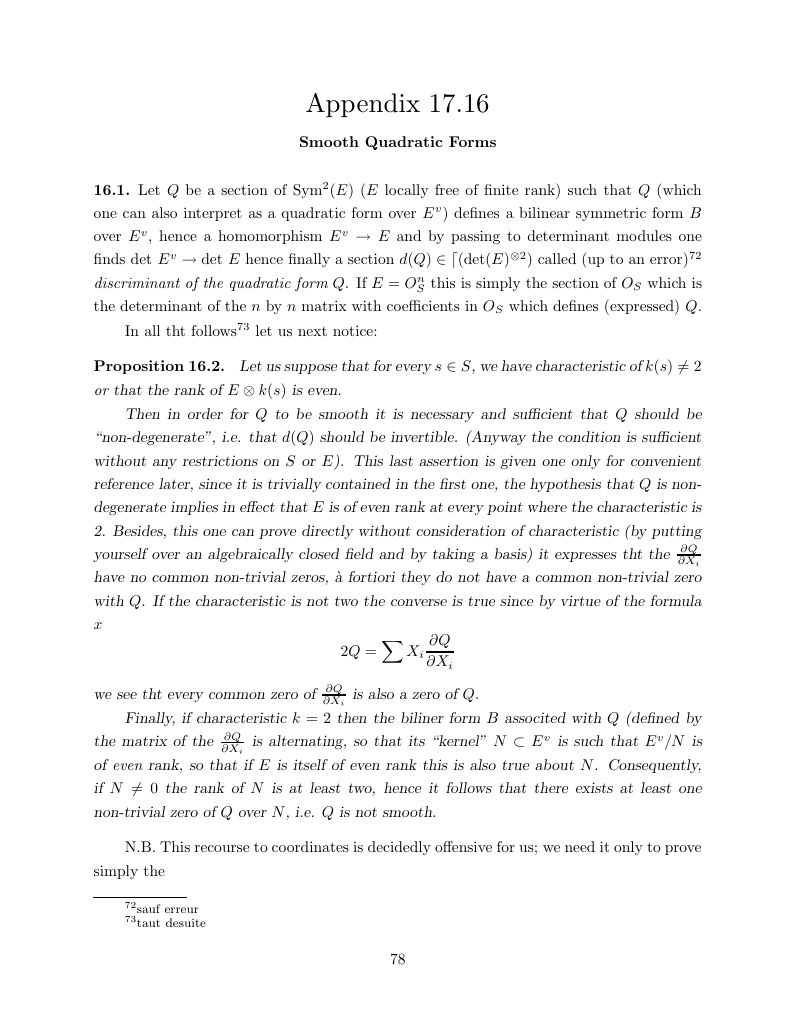 Appendix 17.16
Smooth Quadratic Forms
16.1. Let Q be a section of Sym²(E) (E locally free of finite rank) such that Q (which
one can also interpret as a quadratic form over Eᵛ) defines a bilinear symmetric form B
over Eᵛ, hence a homomorphism Eᵛ → E and by passing to determinant modules one
finds det Eᵛ → det E hence finally a section d(Q) ∈ ⌈(det(E)^{⊗2}) called (up to an error)⁷²
discriminant of the quadratic form Q. If E = O_S^n this is simply the section of O_S which is
the determinant of the n by n matrix with coefficients in O_S which defines (expressed) Q.
In all tht follows⁷³ let us next notice:
Proposition 16.2. Let us suppose that for every s ∈ S, we have characteristic of k(s) ≠ 2
or that the rank of E ⊗ k(s) is even.
Then in order for Q to be smooth it is necessary and sufficient that Q should be
“non-degenerate”, i.e. that d(Q) should be invertible. (Anyway the condition is sufficient
without any restrictions on S or E). This last assertion is given one only for convenient
reference later, since it is trivially contained in the first one, the hypothesis that Q is non-
degenerate implies in effect that E is of even rank at every point where the characteristic is
2. Besides, this one can prove directly without consideration of characteristic (by putting
yourself over an algebraically closed field and by taking a basis) it expresses tht the ∂Q/∂X_i
have no common non-trivial zeros, à fortiori they do not have a common non-trivial zero
with Q. If the characteristic is not two the converse is true since by virtue of the formula
x
2Q = ∑ X_i ∂Q/∂X_i
we see tht every common zero of ∂Q/∂X_i is also a zero of Q.
Finally, if characteristic k = 2 then the biliner form B associted with Q (defined by
the matrix of the ∂Q/∂X_i is alternating, so that its “kernel” N ⊂ Eᵛ is such that Eᵛ/N is
of even rank, so that if E is itself of even rank this is also true about N. Consequently,
if N ≠ 0 the rank of N is at least two, hence it follows that there exists at least one
non-trivial zero of Q over N, i.e. Q is not smooth.
N.B. This recourse to coordinates is decidedly offensive for us; we need it only to prove
simply the
⁷²sauf erreur
⁷³taut desuite
78